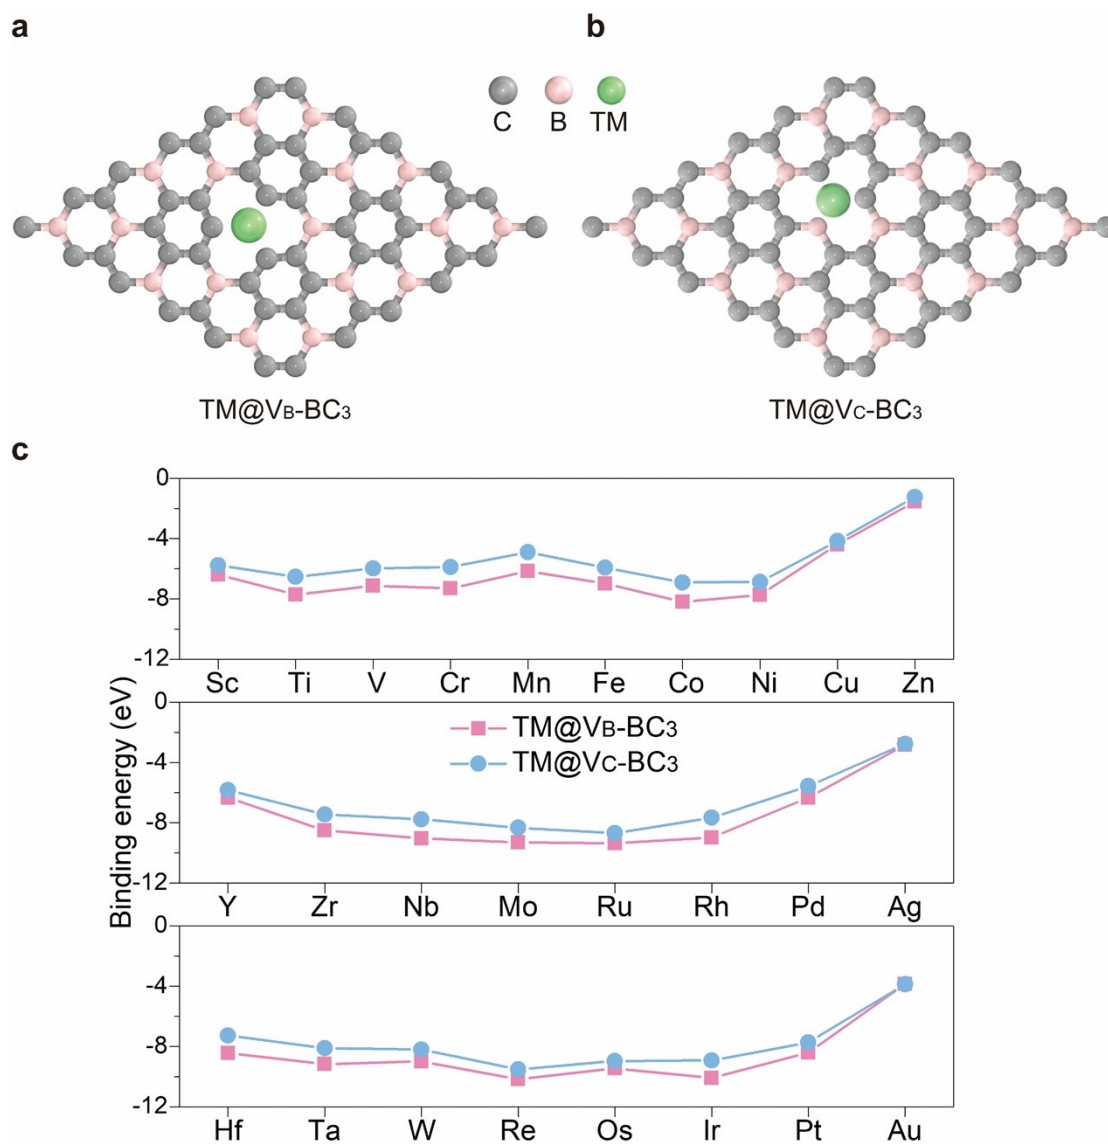 a
b
C B TM
TM@VB-BC3
TM@VC-BC3
c
Binding energy (eV)
0
-4
-8
-12
Sc Ti V Cr Mn Fe Co Ni Cu Zn
0
-4
-8
-12
TM@VB-BC3
TM@VC-BC3
Y Zr Nb Mo Ru Rh Pd Ag
0
-4
-8
-12
Hf Ta W Re Os Ir Pt Au